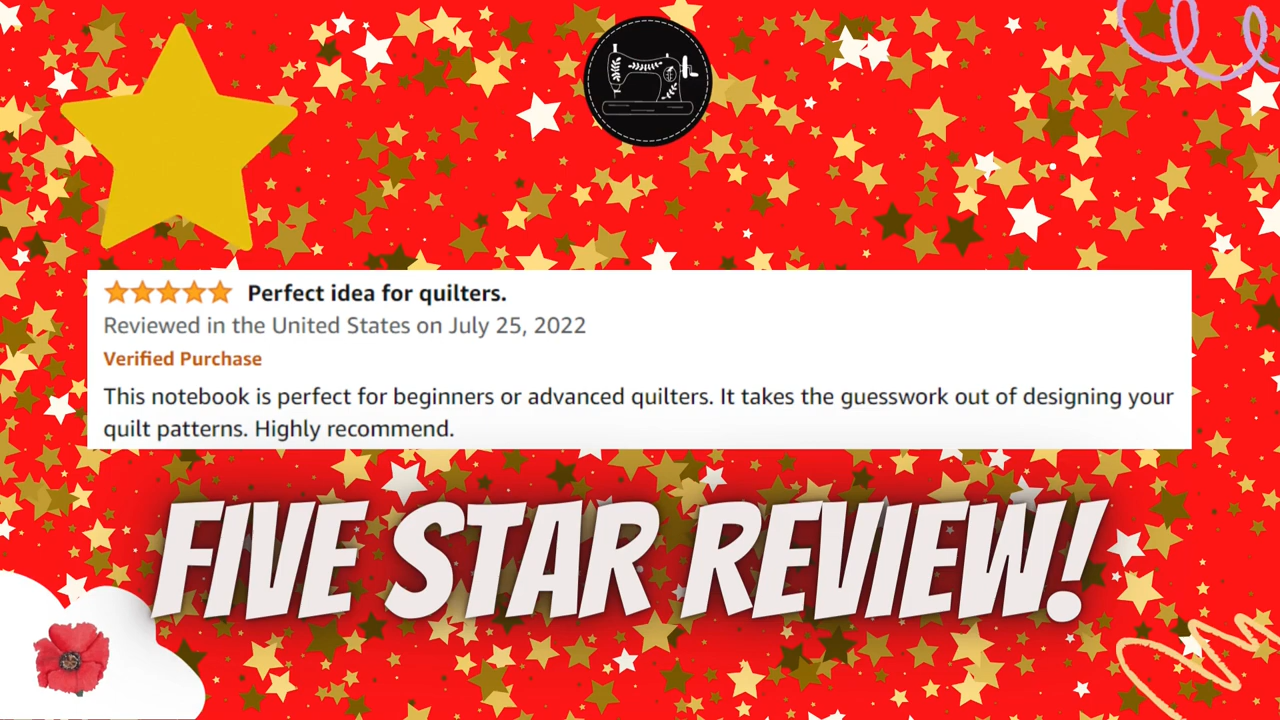 Perfect idea for quilters.
Reviewed in the United States on July 25, 2022
Verified Purchase
This notebook is perfect for beginners or advanced quilters. It takes the guesswork out of designing your
quilt patterns. Highly recommend.
FIVE STAR REVIEW!